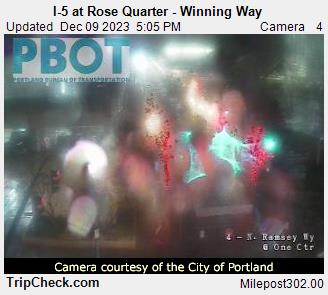 I-5 at Rose Quarter - Winning Way
Updated Dec 09 2023 5:05 PM Camera 4
PBOT
PORTLAND BUREAU OF TRANSPORTATION
4 - N. Ramsey Wy
@ One Ctr
Camera courtesy of the City of Portland
TripCheck.com Milepost302.00